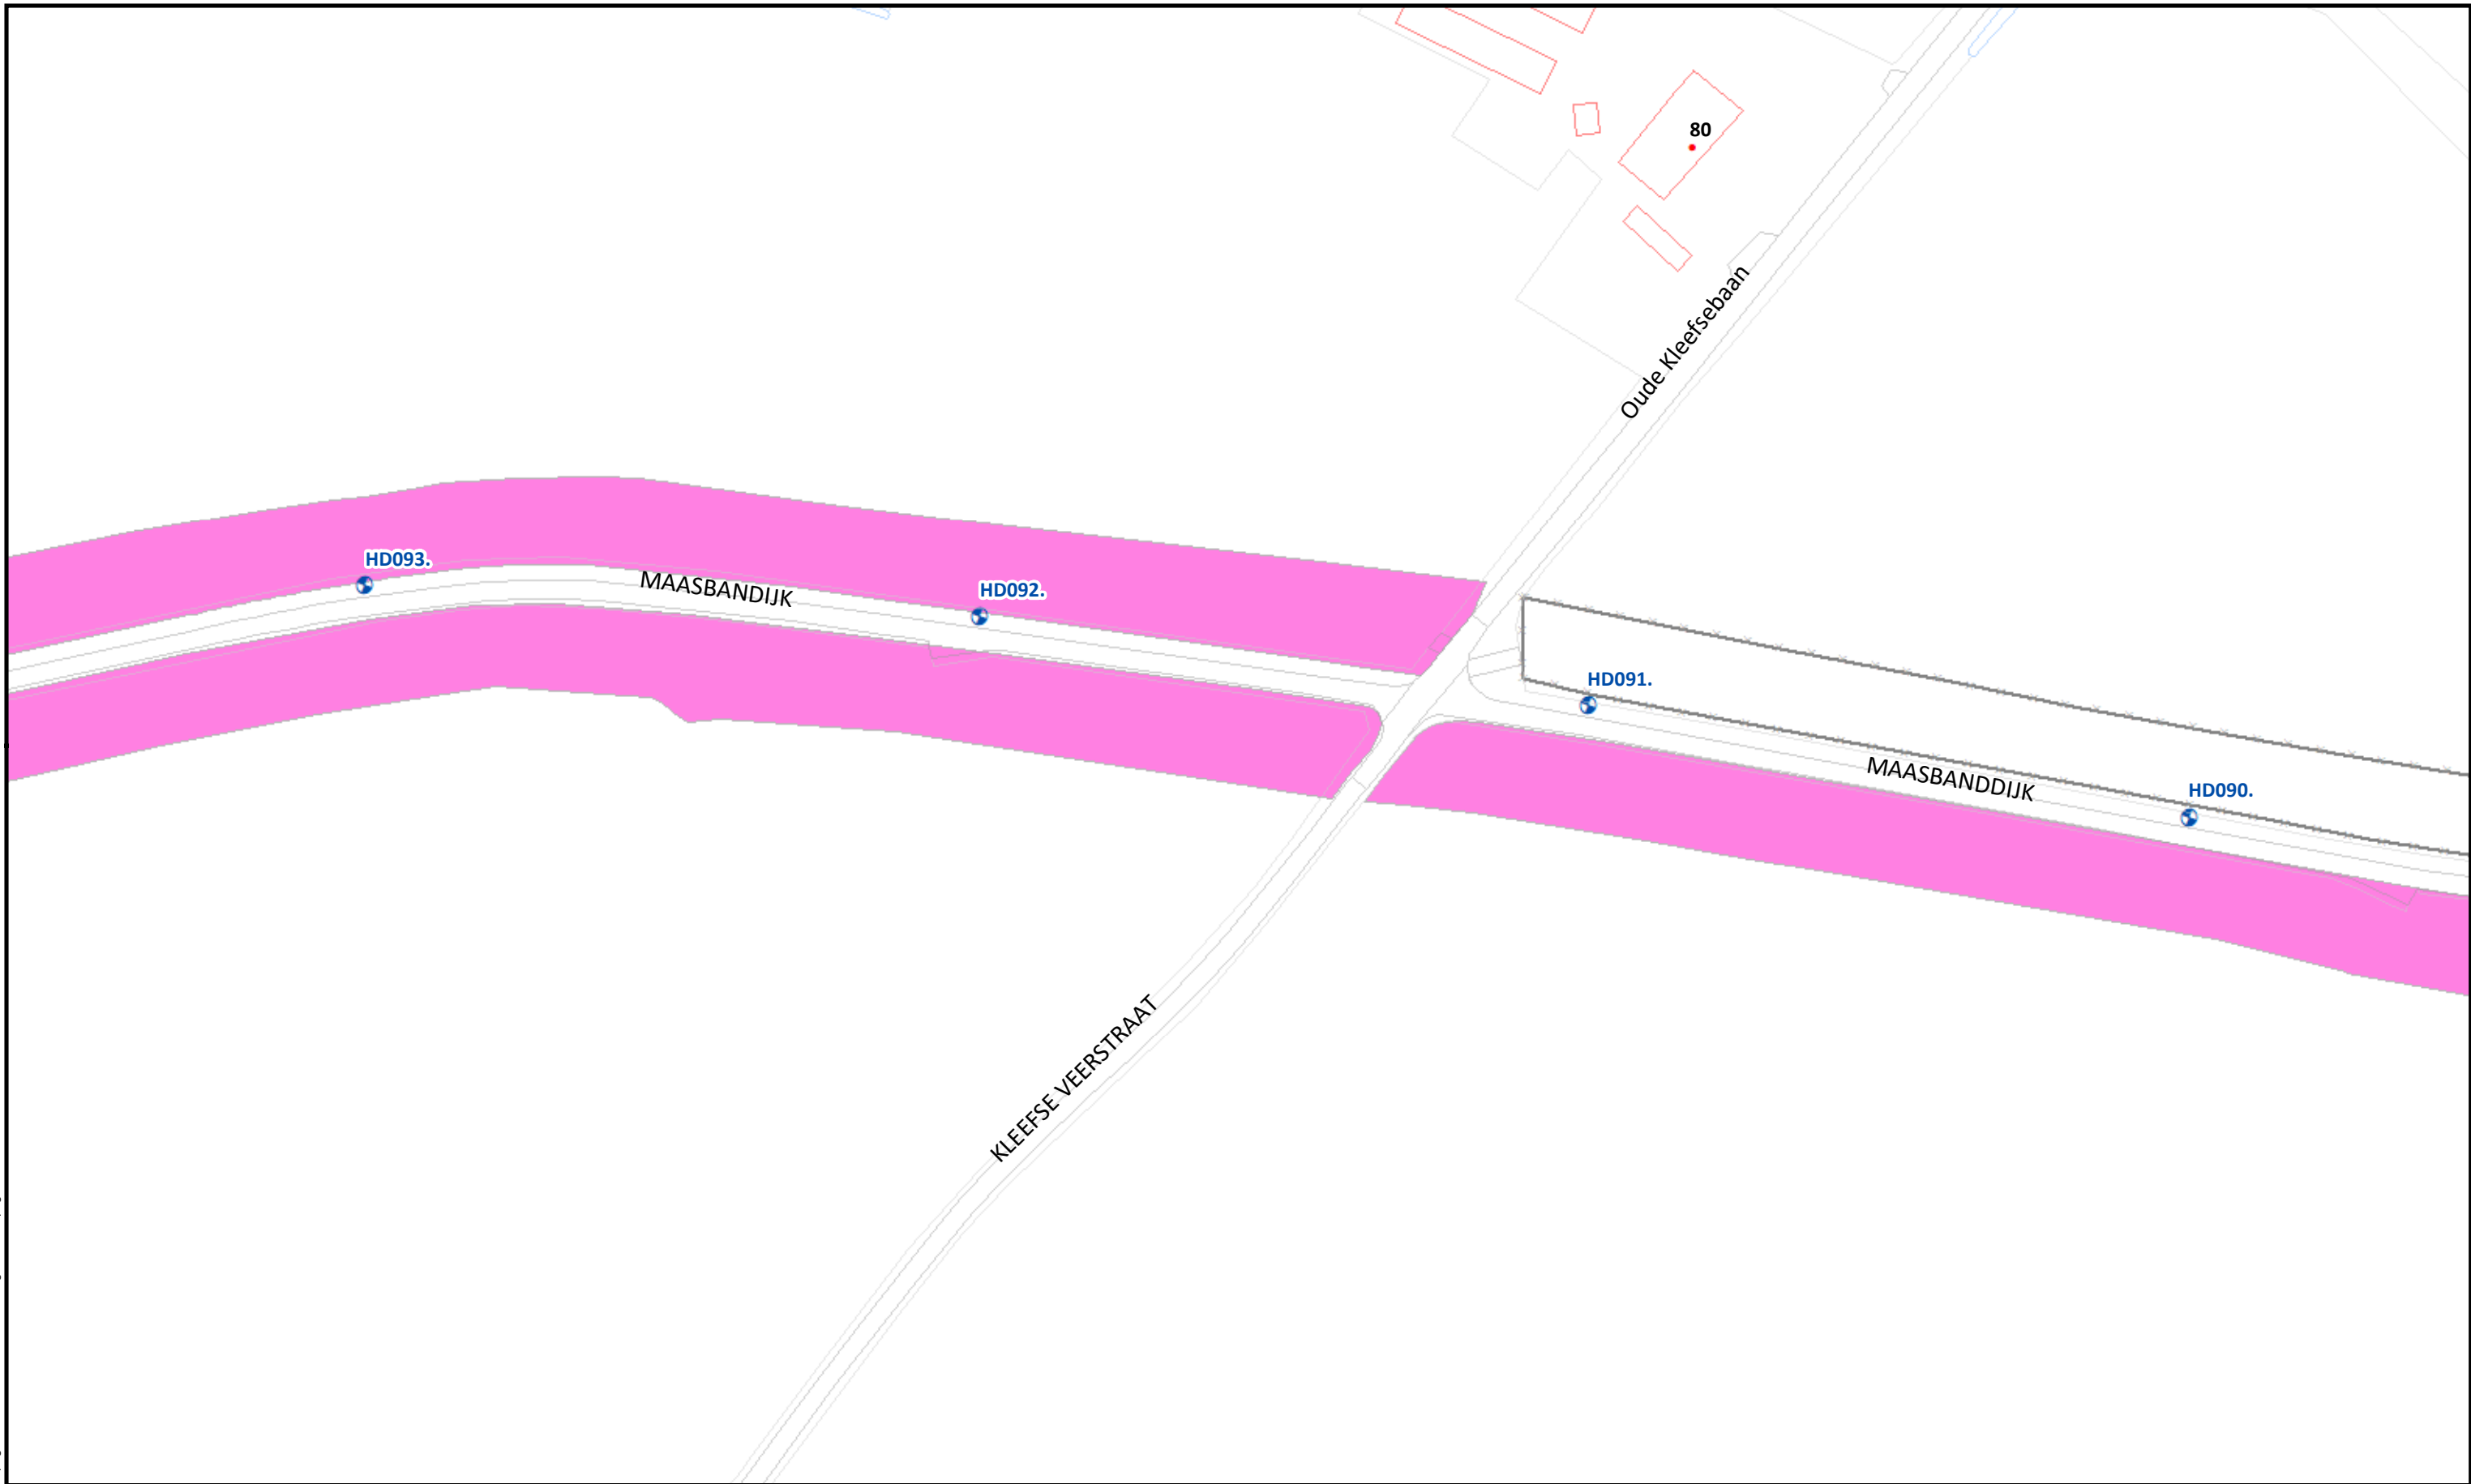 80
Oude Kleefsebaan
HD093.
MAASBANDIJK
HD092.
HD091.
MAASBANDDIJK
HD090.
KLEEFSE VEERSTRAAT